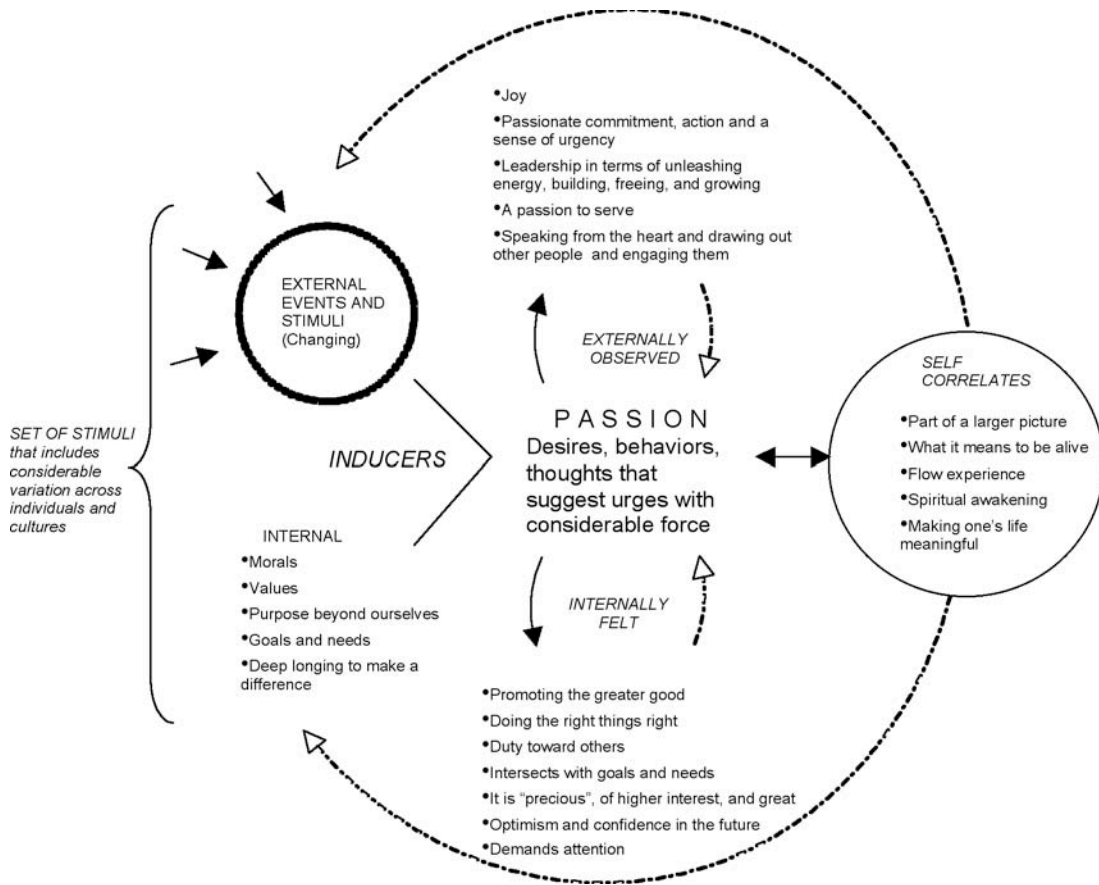 •Joy
•Passionate commitment, action and a
sense of urgency
•Leadership in terms of unleashing
energy, building, freeing, and growing
•A passion to serve
•Speaking from the heart and drawing out
other people and engaging them
EXTERNAL
EVENTS AND
STIMULI
(Changing)
EXTERNALLY
OBSERVED
SET OF STIMULI
that includes
considerable
variation across
individuals and
cultures
INDUCERS
PASSION
Desires, behaviors,
thoughts that
suggest urges with
considerable force
SELF
CORRELATES
•Part of a larger picture
•What it means to be alive
•Flow experience
•Spiritual awakening
•Making one's life
meaningful
INTERNAL
•Morals
•Values
•Purpose beyond ourselves
•Goals and needs
•Deep longing to make a
difference
INTERNALLY
FELT
•Promoting the greater good
•Doing the right things right
•Duty toward others
•Intersects with goals and needs
•It is "precious", of higher interest, and great
•Optimism and confidence in the future
•Demands attention